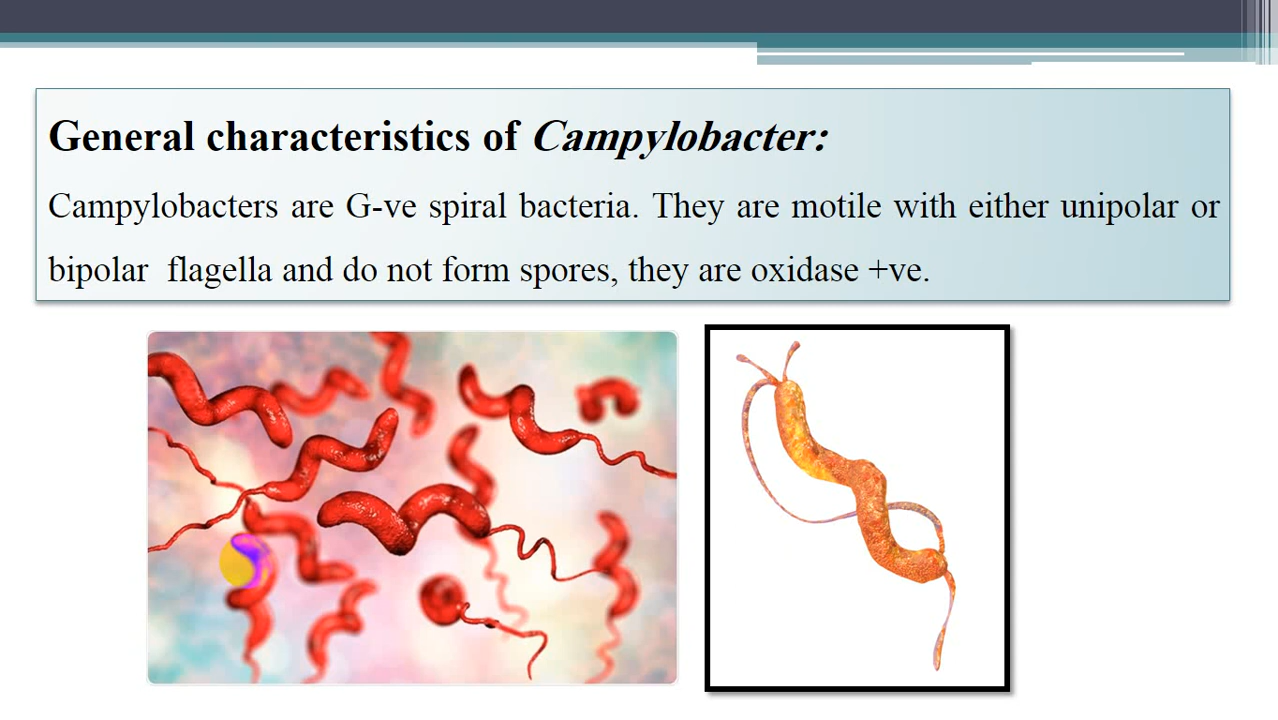 General characteristics of Campylobacter:
Campylobacters are G-ve spiral bacteria. They are motile with either unipolar or
bipolar flagella and do not form spores, they are oxidase +ve.